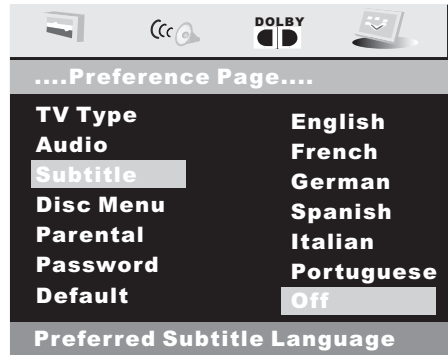 DOLBY
....Preference Page....
TV Type
Audio
Subtitle
Disc Menu
Parental
Password
Default
English
French
German
Spanish
Italian
Portuguese
Off
Preferred Subtitle Language